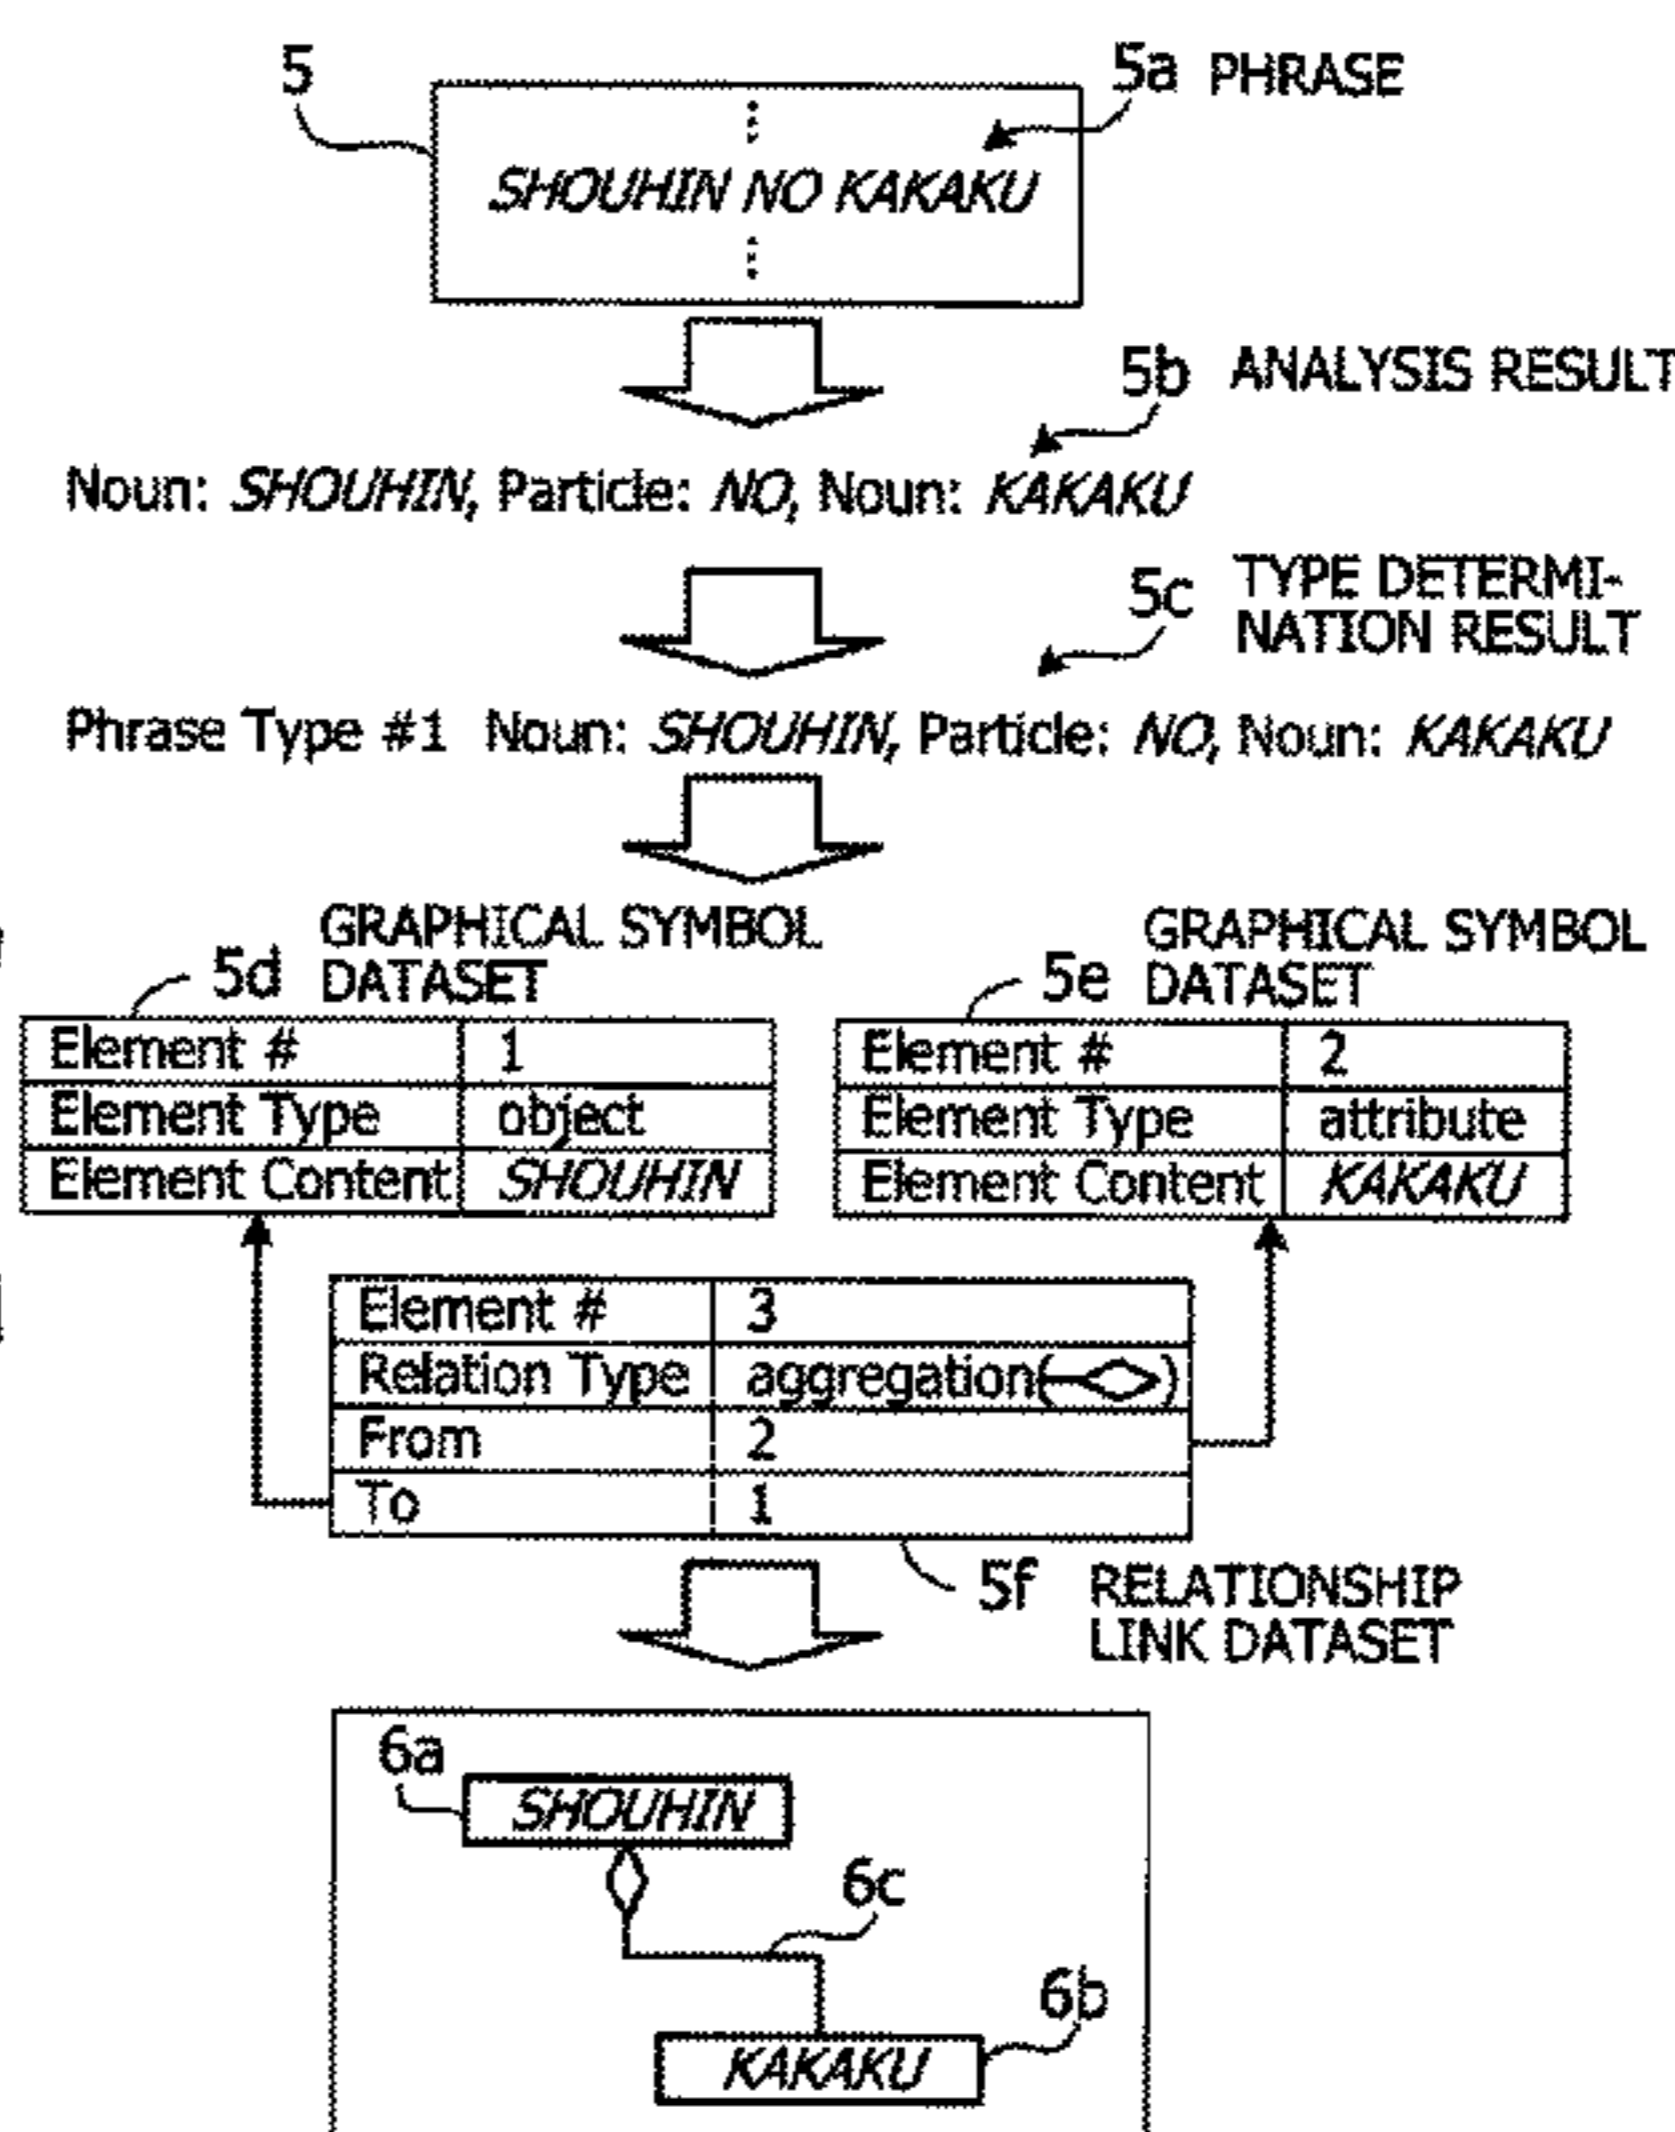 5
5a PHRASE
⋮
SHOUHIN NO KAKAKU
⋮
5b ANALYSIS RESULT
Noun: SHOUHIN, Particle: NO, Noun: KAKAKU
5c TYPE DETERMI-
NATION RESULT
Phrase Type #1 Noun: SHOUHIN, Particle: NO, Noun: KAKAKU
5d GRAPHICAL SYMBOL
DATASET
Element # 1
Element Type object
Element Content SHOUHIN
5e GRAPHICAL SYMBOL
DATASET
Element # 2
Element Type attribute
Element Content KAKAKU
Element # 3
Relation Type aggregation( )
From 2
To 1
5f RELATIONSHIP
LINK DATASET
6a
SHOUHIN
6c
6b
KAKAKU